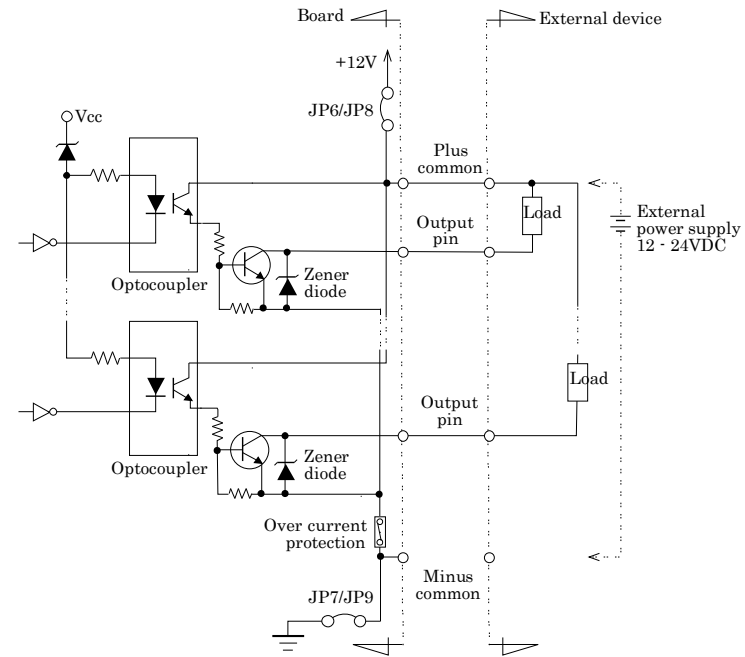 Board
External device
+12V
JP6/JP8
Vcc
Plus
common
Load
External
power supply
12 - 24VDC
Output
pin
Optocoupler
Zener
diode
Load
Output
pin
Optocoupler
Zener
diode
Over current
protection
Minus
common
JP7/JP9